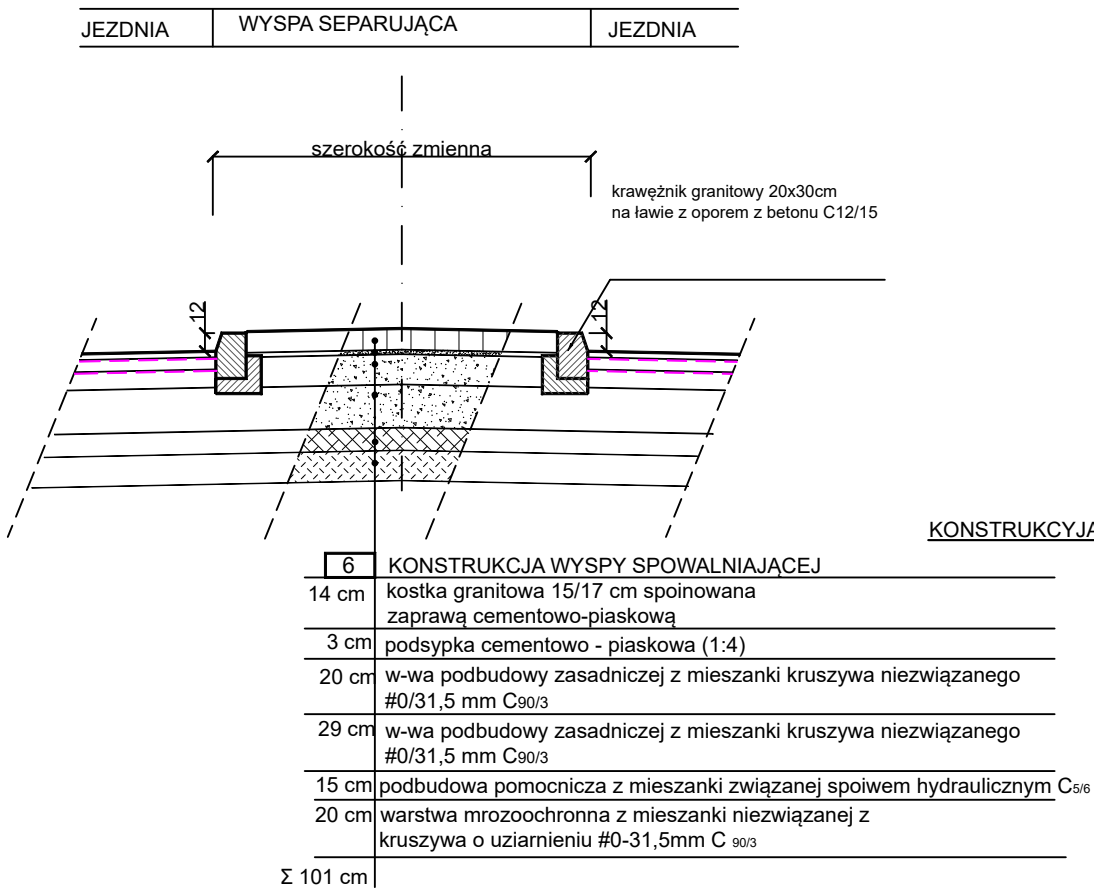 JEZDNIA WYSPA SEPARUJĄCA JEZDNIA
szerokość zmienna
krawężnik granitowy 20x30cm
na ławie z oporem z betonu C12/15
12 12
KONSTRUKCYJA
6 KONSTRUKCJA WYSPY SPOWALNIAJĄCEJ
14 cm kostka granitowa 15/17 cm spoinowana
zaprawą cementowo-piaskową
3 cm podsypka cementowo - piaskowa (1:4)
20 cm w-wa podbudowy zasadniczej z mieszanki kruszywa niezwiązanego
#0/31,5 mm C90/3
29 cm w-wa podbudowy zasadniczej z mieszanki kruszywa niezwiązanego
#0/31,5 mm C90/3
15 cm podbudowa pomocnicza z mieszanki związanej spoiwem hydraulicznym C5/6
20 cm warstwa mrozoochronna z mieszanki niezwiązanej z
kruszywa o uziarnieniu #0-31,5mm C 90/3
Σ 101 cm